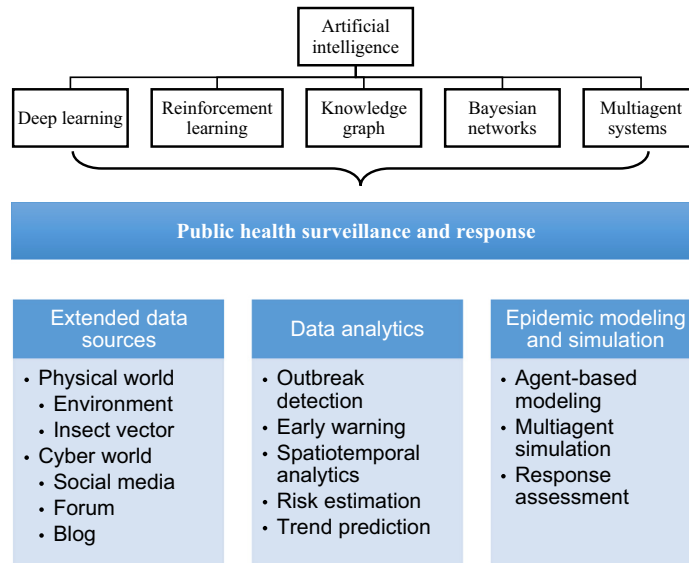 Artificial
intelligence
Deep learning
Reinforcement
learning
Knowledge
graph
Bayesian
networks
Multiagent
systems
Public health surveillance and response
Extended data
sources
• Physical world
• Environment
• Insect vector
• Cyber world
• Social media
• Forum
• Blog
Data analytics
• Outbreak
detection
• Early warning
• Spatiotemporal
analytics
• Risk estimation
• Trend prediction
Epidemic modeling
and simulation
• Agent-based
modeling
• Multiagent
simulation
• Response
assessment